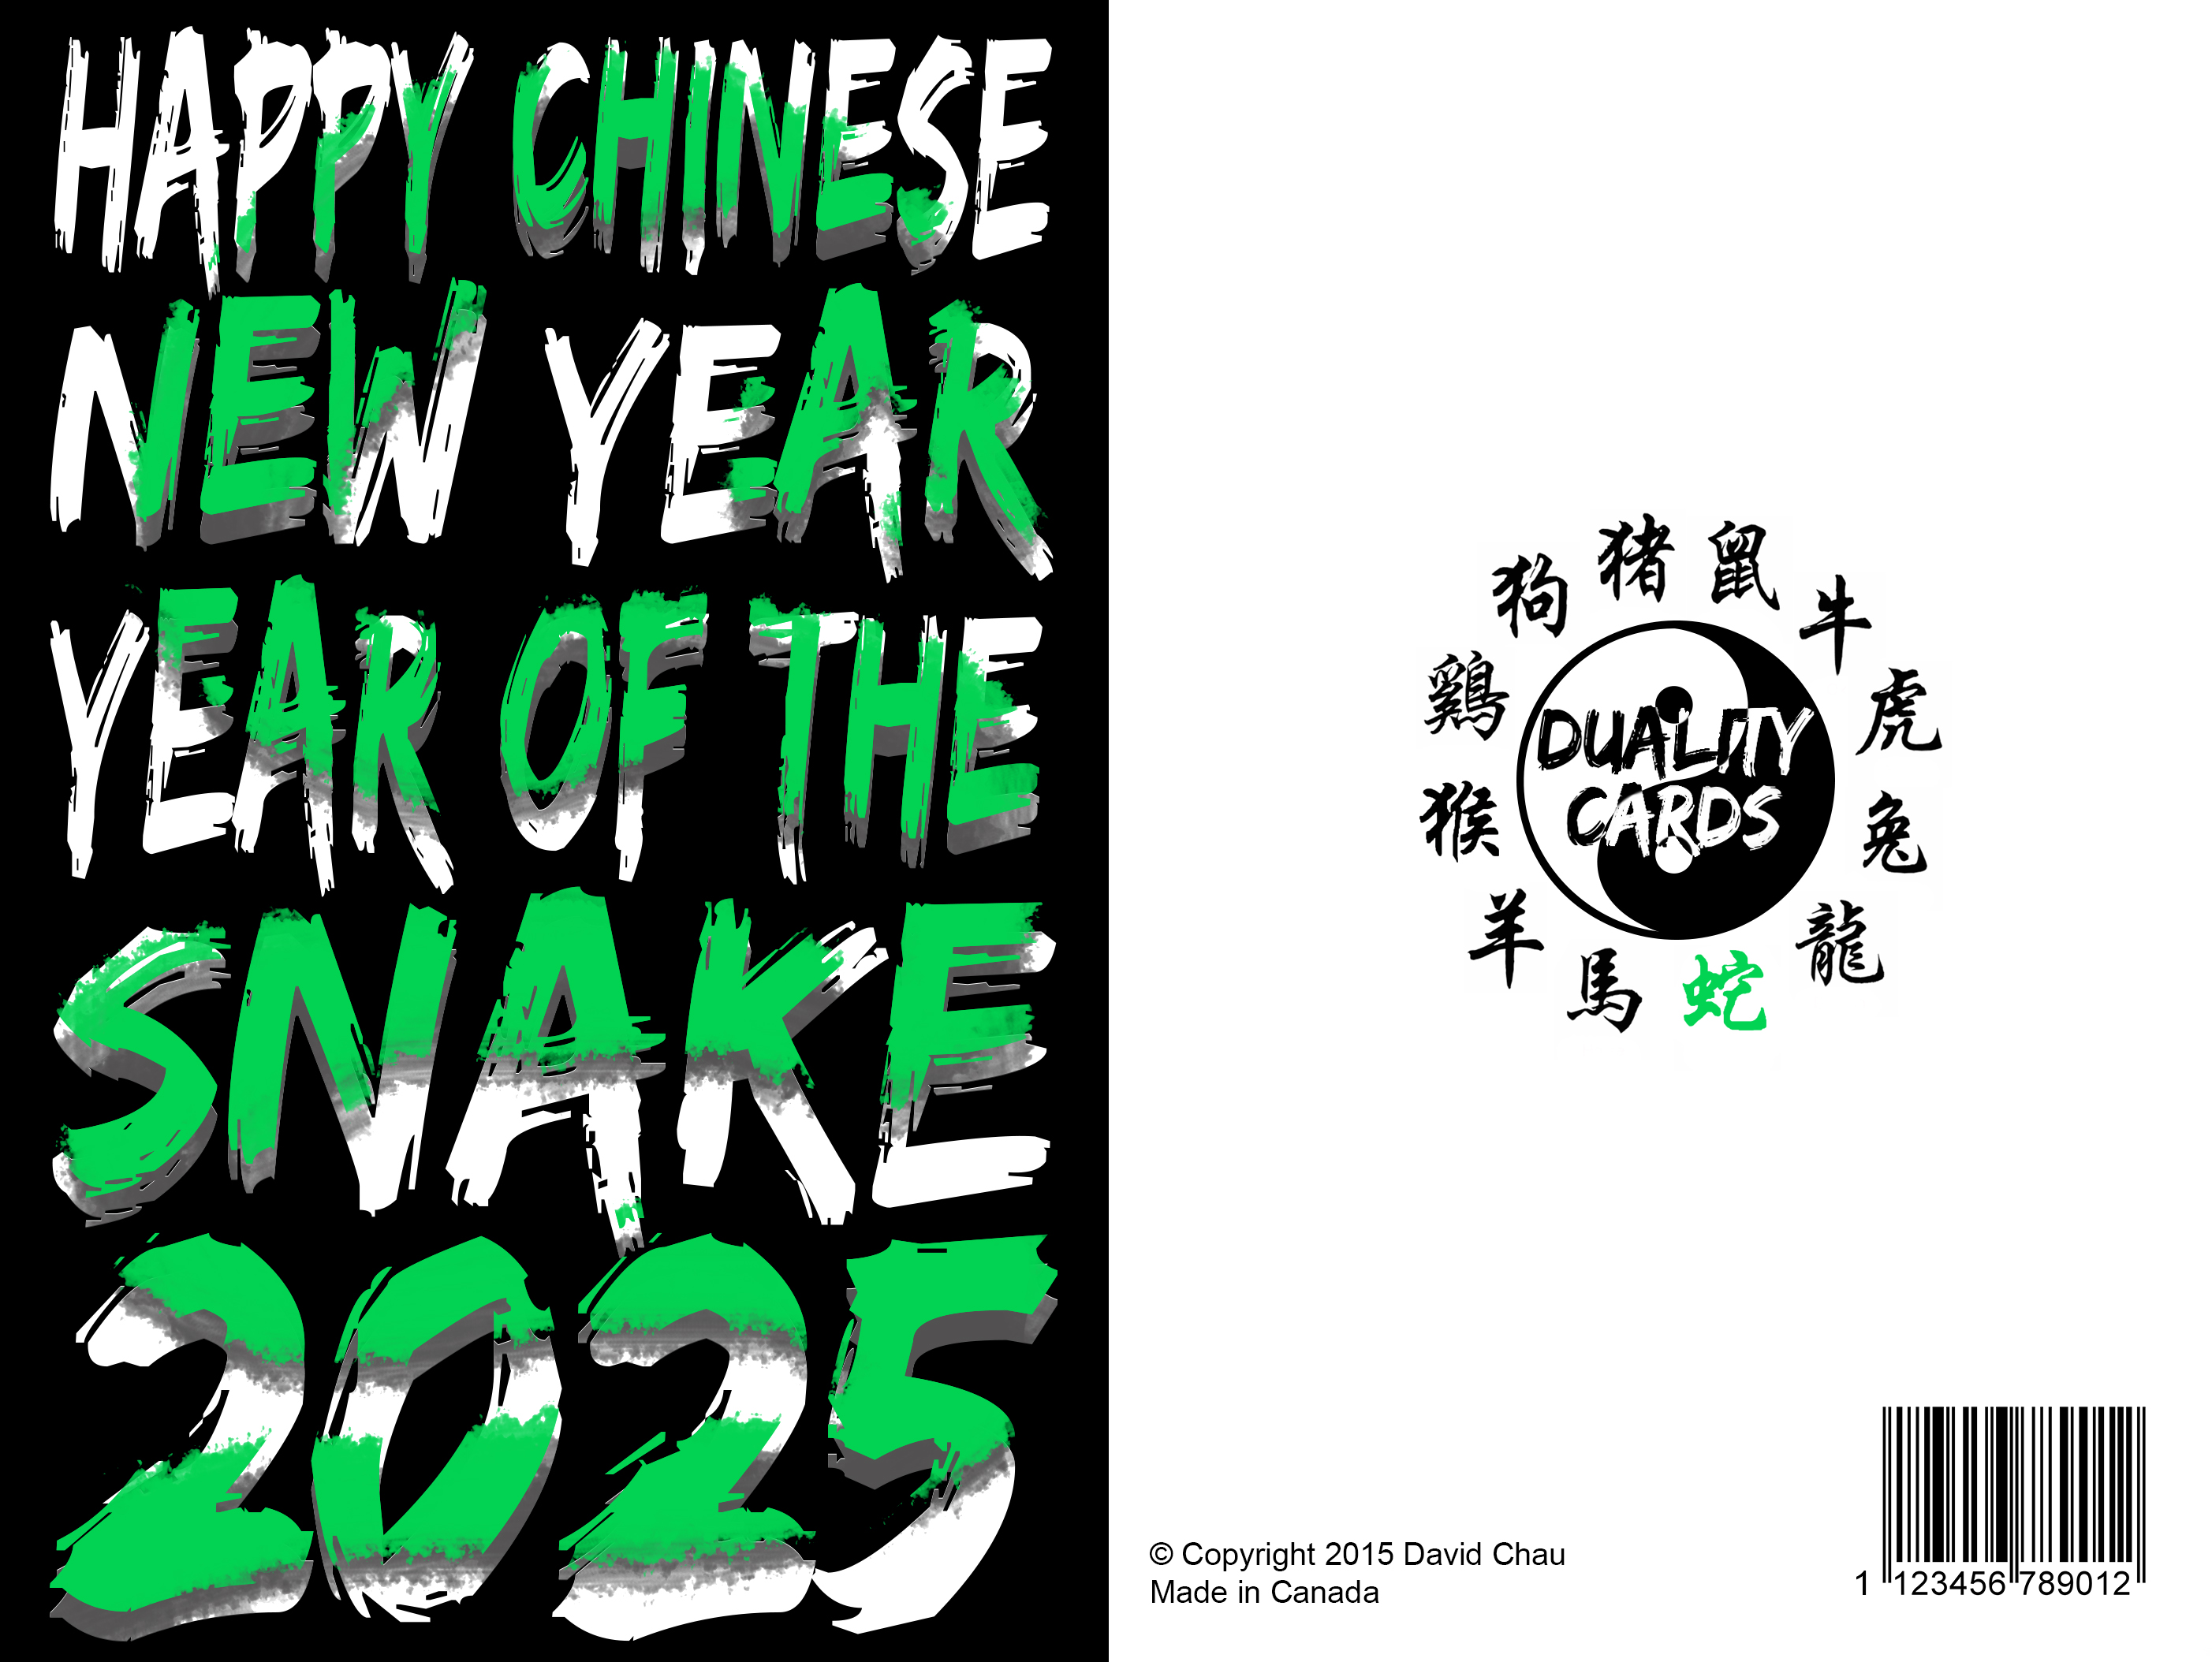 HAPPY CHINESE
NEW YEAR
YEAR OF THE
SNAKE
2025
猪 鼠
狗 牛
鷄 虎
DUALITY
CARDS
猴 兔
羊 龍
馬 蛇
© Copyright 2015 David Chau
Made in Canada
1 123456 789012